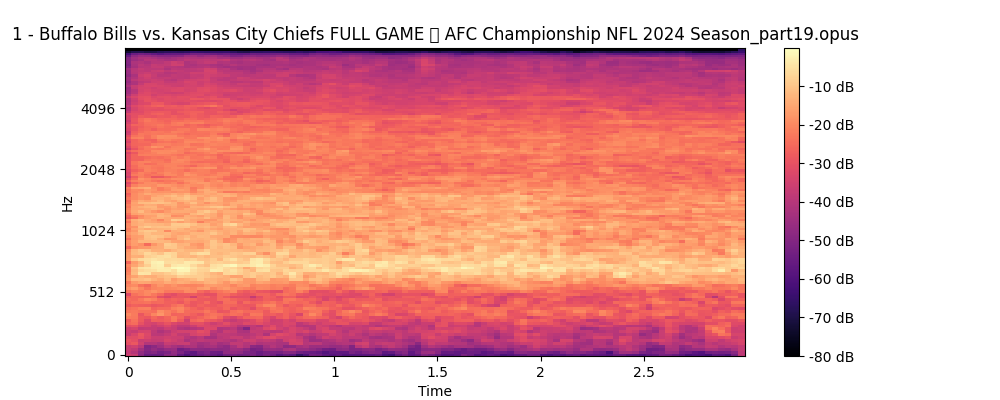 1 - Buffalo Bills vs. Kansas City Chiefs FULL GAME ▯ AFC Championship NFL 2024 Season_part19.opus
4096
2048
1024
512
0
Hz
0
0.5
1
1.5
2
2.5
Time
-10 dB
-20 dB
-30 dB
-40 dB
-50 dB
-60 dB
-70 dB
-80 dB